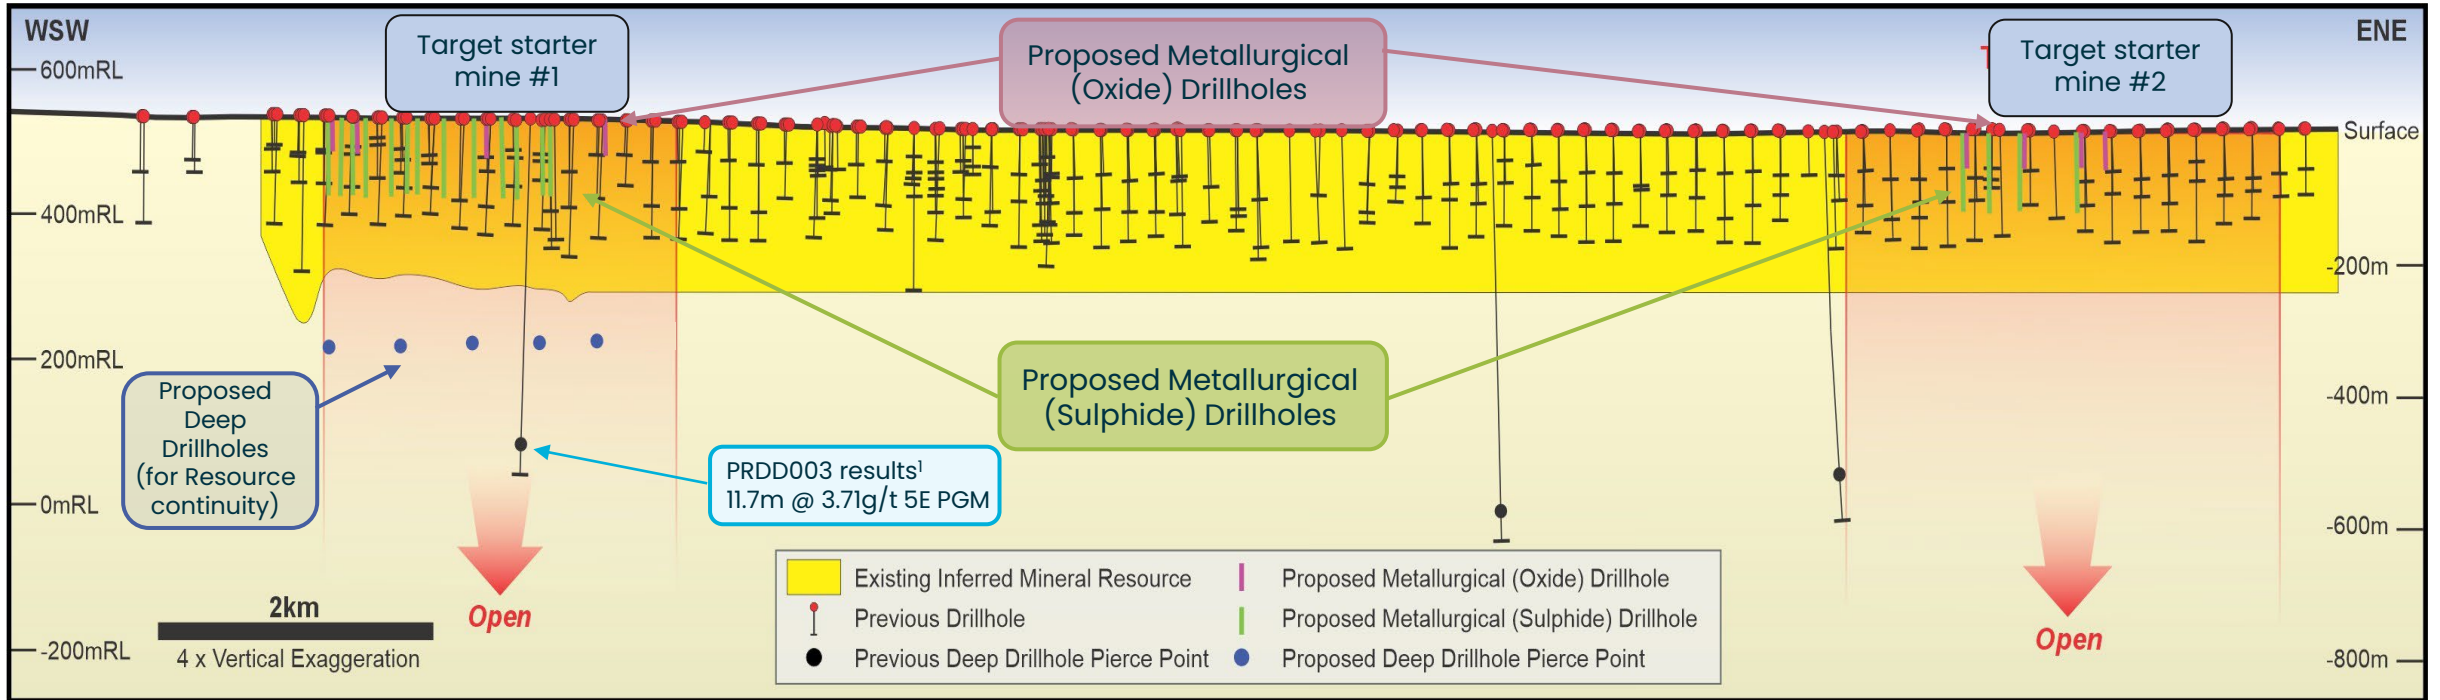 WSW
Target starter
mine #1
Proposed Metallurgical
(Oxide) Drillholes
Target starter
mine #2
ENE
600mRL
Surface
400mRL
-200m
200mRL
Proposed
Deep
Drillholes
(for Resource
continuity)
Proposed Metallurgical
(Sulphide) Drillholes
-400m
PRDD003 results¹
11.7m @ 3.71g/t 5E PGM
0mRL
-600m
Open
Open
2km
4 x Vertical Exaggeration
-200mRL
-800m
Existing Inferred Mineral Resource
Previous Drillhole
Previous Deep Drillhole Pierce Point
Proposed Metallurgical (Oxide) Drillhole
Proposed Metallurgical (Sulphide) Drillhole
Proposed Deep Drillhole Pierce Point